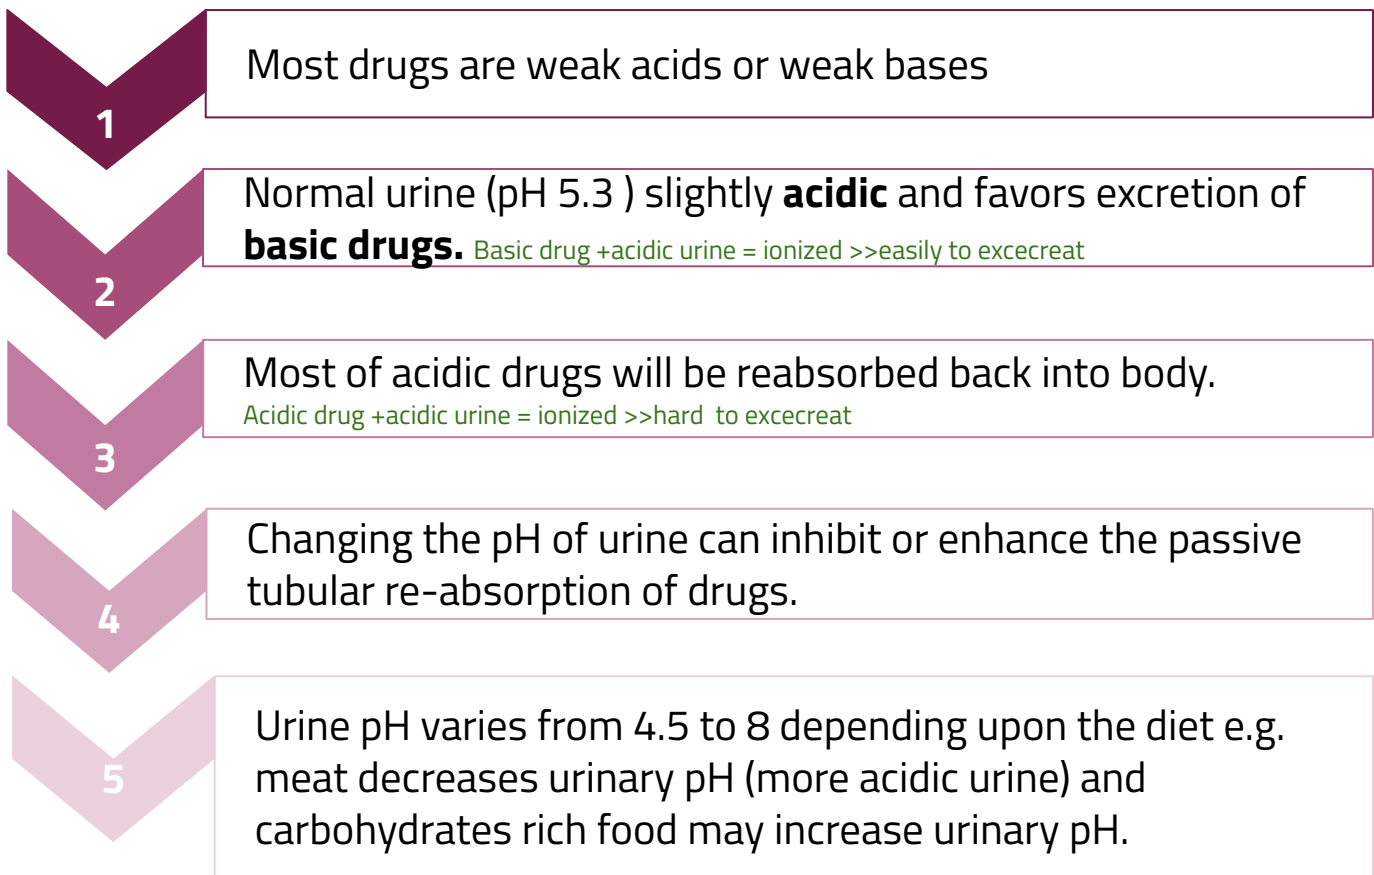 1
Most drugs are weak acids or weak bases
2
Normal urine (pH 5.3 ) slightly acidic and favors excretion of
basic drugs. Basic drug +acidic urine = ionized >>easily to excecreat
3
Most of acidic drugs will be reabsorbed back into body.
Acidic drug +acidic urine = ionized >>hard to excecreat
4
Changing the pH of urine can inhibit or enhance the passive
tubular re-absorption of drugs.
5
Urine pH varies from 4.5 to 8 depending upon the diet e.g.
meat decreases urinary pH (more acidic urine) and
carbohydrates rich food may increase urinary pH.